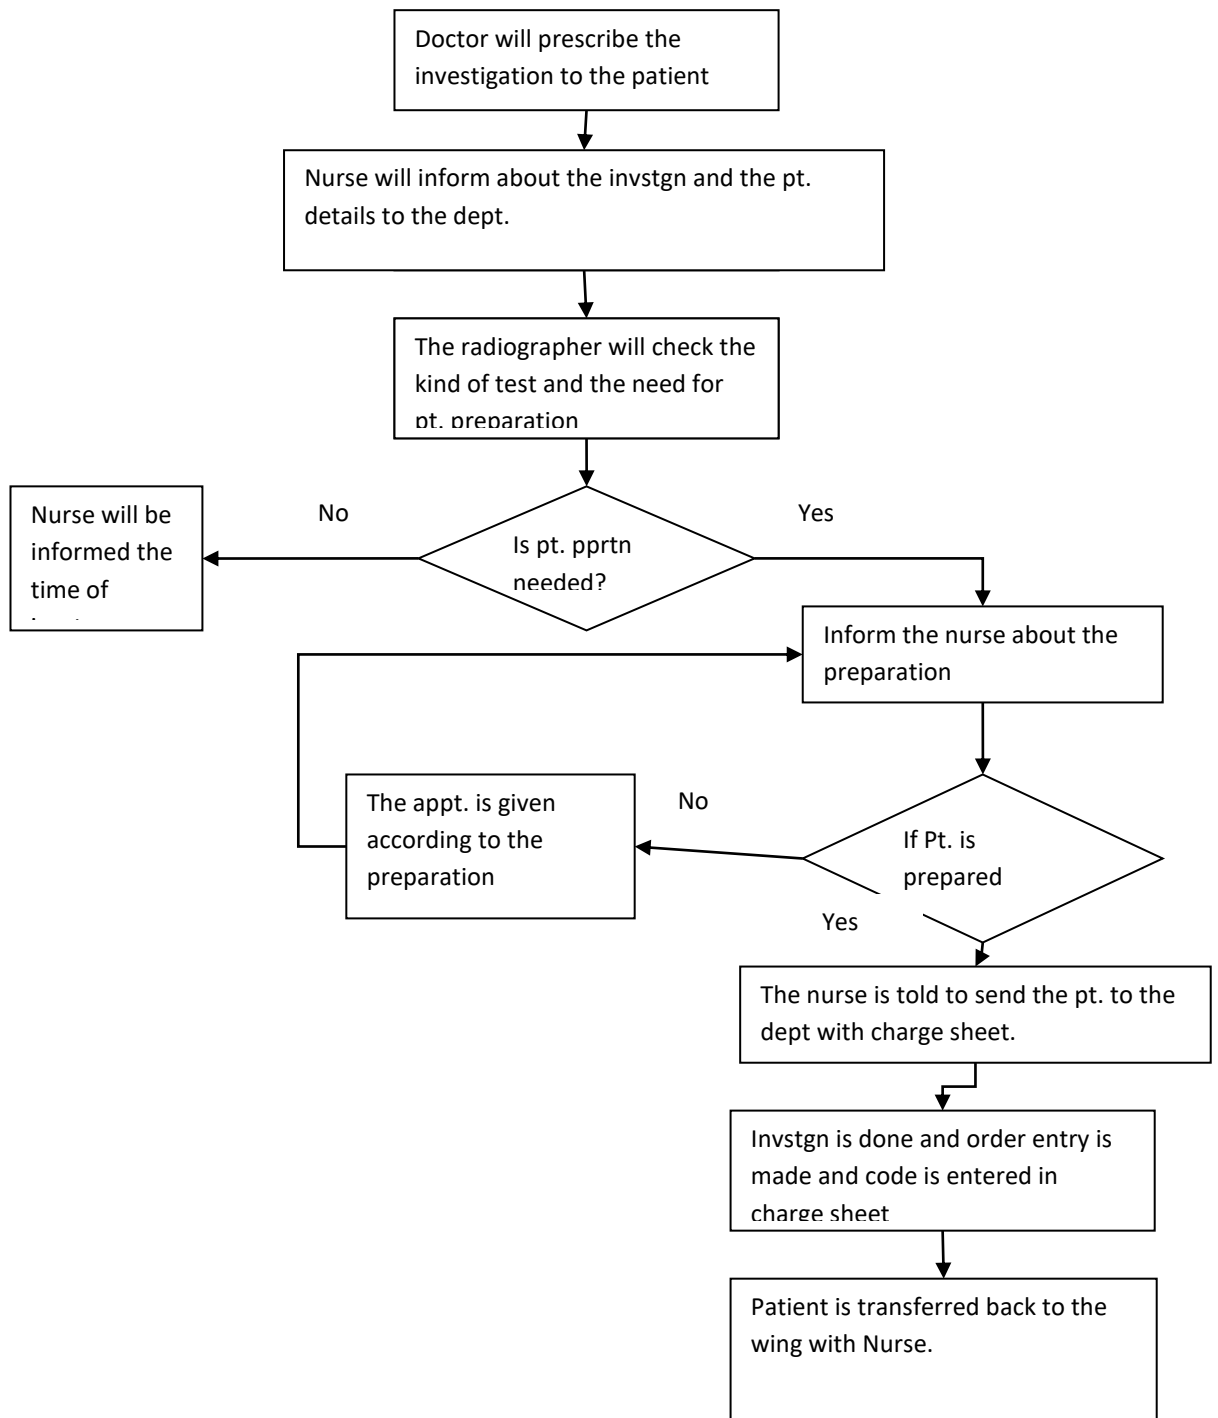 Doctor will prescribe the
investigation to the patient
Nurse will inform about the invstgn and the pt.
details to the dept.
The radiographer will check the
kind of test and the need for
pt. preparation
No
Yes
Nurse will be
informed the
time of
Is pt. pprtn
needed?
Inform the nurse about the
preparation
The appt. is given
according to the
preparation
No
If Pt. is
prepared
Yes
The nurse is told to send the pt. to the
dept with charge sheet.
Invstgn is done and order entry is
made and code is entered in
charge sheet
Patient is transferred back to the
wing with Nurse.